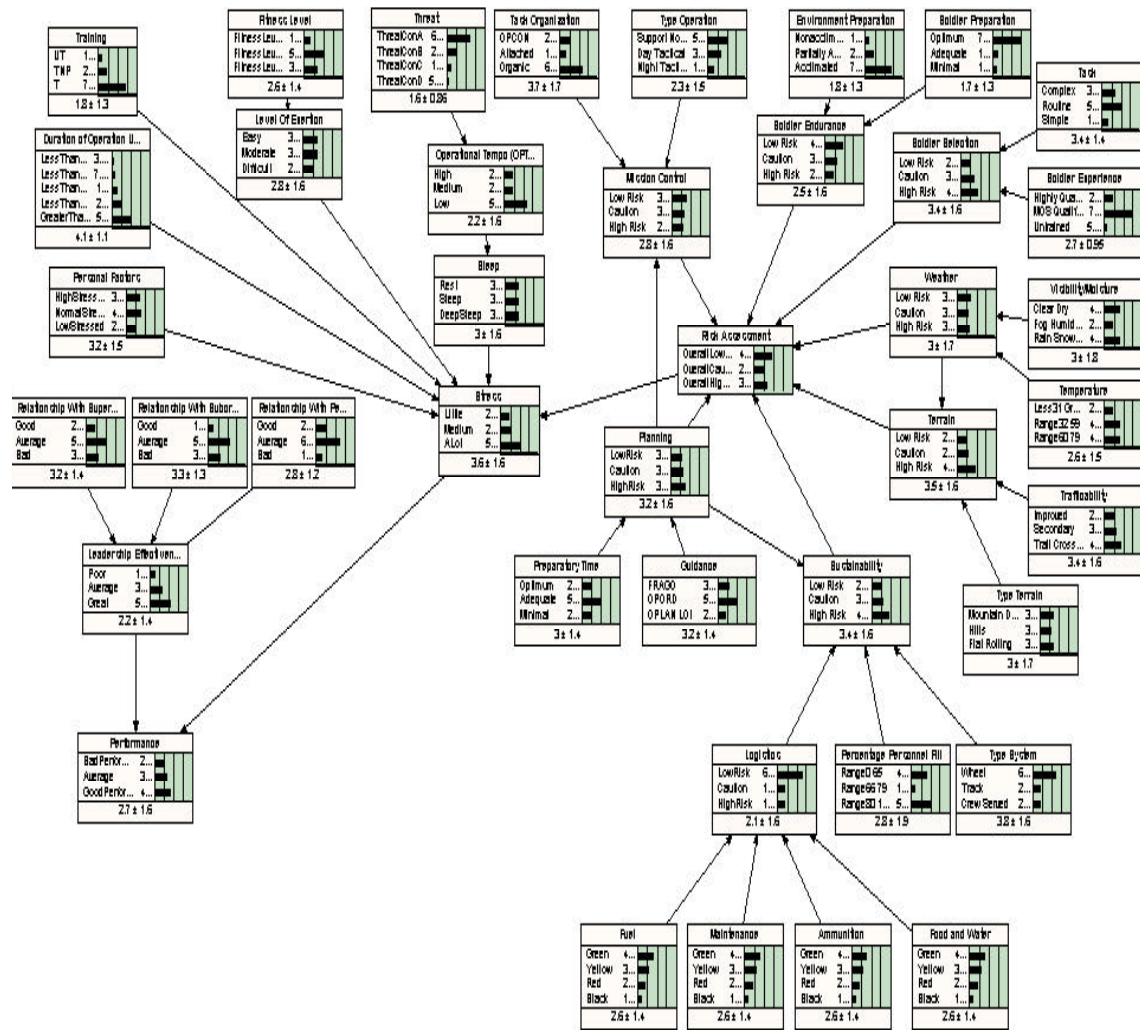 Training
UT 1...
TNP 2...
T 7...
1.8 ± 1.3
Fitness Level
Fitness Leu... 1...
Fitness Leu... 5...
Fitness Leu... 3...
2.6 ± 1.4
Threat
ThreatConA 6...
ThreatConB 2...
ThreatConC 1...
ThreatConD 5...
1.6 ± 0.86
Task Organization
OPCON 2...
Attached 1...
Organic 6...
3.7 ± 1.7
Type Operation
Support No... 5...
Day Tactical 3...
Night Tacti... 1...
2.3 ± 1.5
Environment Preparation
Nonacclim... 1...
Partially A... 2...
Acclimated 7...
1.8 ± 1.3
Soldier Preparation
Optimum 7...
Adequate 1...
Minimal 1...
1.7 ± 1.3
Task
Complex 3...
Routine 5...
Simple 1...
3.4 ± 1.4
Duration of Operation U...
LessThan... 3...
LessThan... 7...
LessThan... 1...
LessThan... 2...
GreaterTha... 5...
4.1 ± 1.1
Level Of Exertion
Easy 3...
Moderate 3...
Difficult 2...
2.8 ± 1.6
Operational Tempo (OPT...
High 2...
Medium 2...
Low 5...
2.2 ± 1.6
Mission Control
Low Risk 3...
Caution 3...
High Risk 2...
2.8 ± 1.6
Soldier Endurance
Low Risk 4...
Caution 3...
High Risk 2...
2.5 ± 1.6
Soldier Selection
Low Risk 2...
Caution 3...
High Risk 4...
3.4 ± 1.6
Soldier Experience
Highly Qua... 2...
MOS Qualif... 7...
Untrained 5...
2.7 ± 0.95
Personal Factors
HighStress... 3...
NormalStre... 4...
LowStressed 2...
3.2 ± 1.5
Sleep
Rest 3...
Sleep 3...
DeepSleep 3...
3 ± 1.6
Weather
Low Risk 3...
Caution 3...
High Risk 3...
3 ± 1.7
Visibility/Moisture
Clear Dry 4...
Fog Humid... 2...
Rain Snow... 4...
3 ± 1.8
Risk Assessment
OverallLow... 4...
OverallCau... 2...
OverallHig... 3...
Temperature
Less31 Gr... 2...
Range3259 4...
Range6079 4...
2.6 ± 1.5
Relationship With Super...
Good 2...
Average 5...
Bad 3...
3.2 ± 1.4
Relationship With Subor...
Good 1...
Average 5...
Bad 3...
3.3 ± 1.3
Relationship With Pe...
Good 2...
Average 6...
Bad 1...
2.8 ± 1.2
Stress
Little 2...
Medium 2...
ALot 5...
3.6 ± 1.6
Planning
LowRisk 3...
Caution 3...
HighRisk 3...
3.2 ± 1.6
Terrain
Low Risk 2...
Caution 2...
High Risk 4...
3.5 ± 1.6
Trafficability
Improved 2...
Secondary 3...
Trail Cross... 4...
3.4 ± 1.6
Leadership Effectiven...
Poor 1...
Average 3...
Great 5...
2.2 ± 1.4
Preparatory Time
Optimum 2...
Adequate 5...
Minimal 2...
3 ± 1.4
Guidance
FRAGO 3...
OPORD 5...
OPLAN LOI 2...
3.2 ± 1.4
Sustainability
Low Risk 2...
Caution 3...
High Risk 4...
3.4 ± 1.6
Type Terrain
Mountain D... 3...
Hills 3...
Flat Rolling 3...
3 ± 1.7
Performance
BadPerfor... 2...
Average 3...
GoodPerfor... 4...
2.7 ± 1.6
Logistics
LowRisk 6...
Caution 1...
HighRisk 1...
2.1 ± 1.6
Percentage Personnel Fill
Range065 4...
Range6679 1...
Range80 1... 5...
2.8 ± 1.9
Type System
Wheel 6...
Track 2...
Crew Served 2...
3.8 ± 1.6
Fuel
Green 4...
Yellow 3...
Red 2...
Black 1...
2.6 ± 1.4
Maintenance
Green 4...
Yellow 3...
Red 2...
Black 1...
2.6 ± 1.4
Ammunition
Green 4...
Yellow 3...
Red 2...
Black 1...
2.6 ± 1.4
Food and Water
Green 4...
Yellow 3...
Red 2...
Black 1...
2.6 ± 1.4